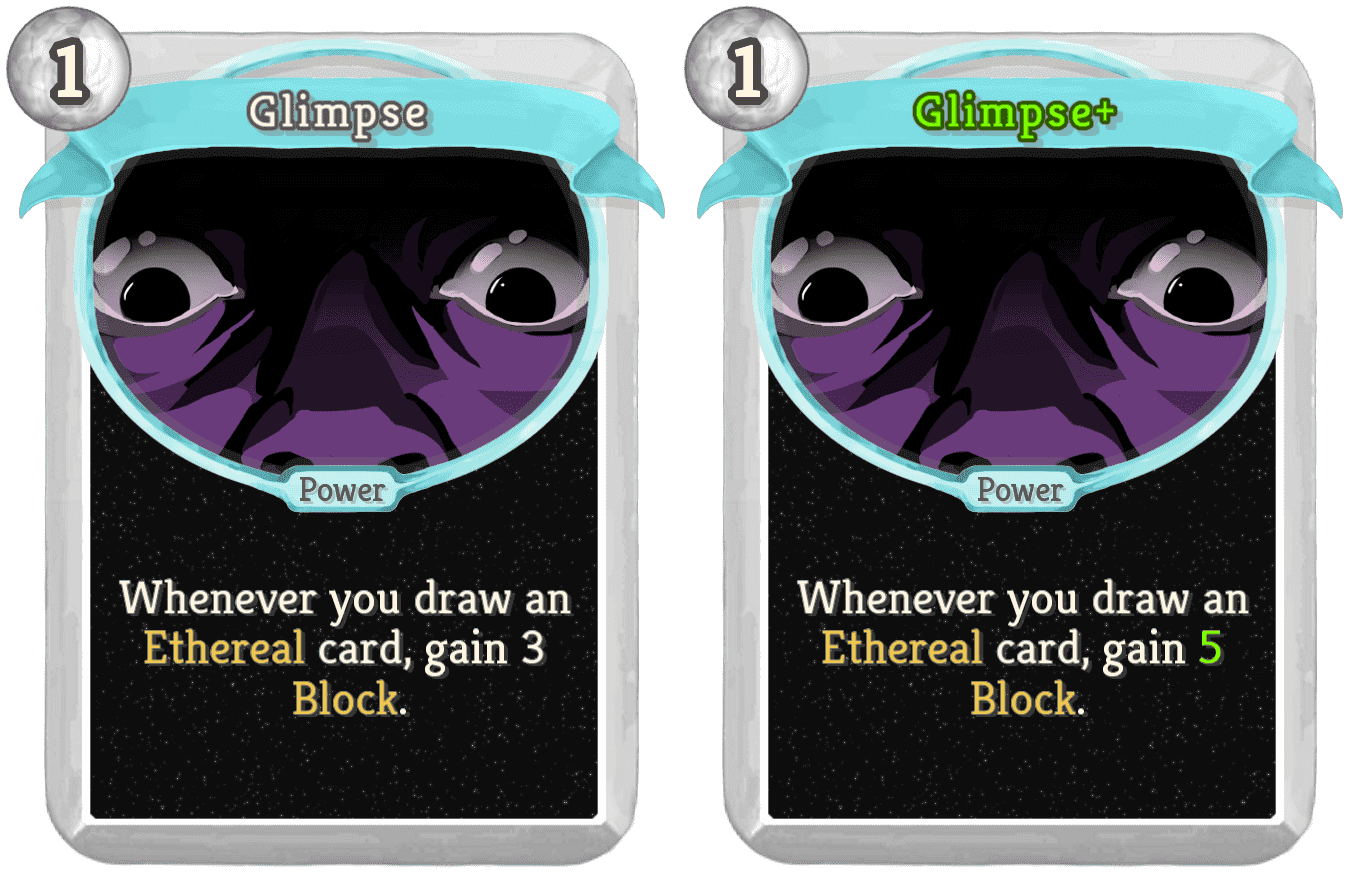 1
Glimpse
Power
Whenever you draw an
Ethereal card, gain 3
Block.
1
Glimpse+
Power
Whenever you draw an
Ethereal card, gain 5
Block.